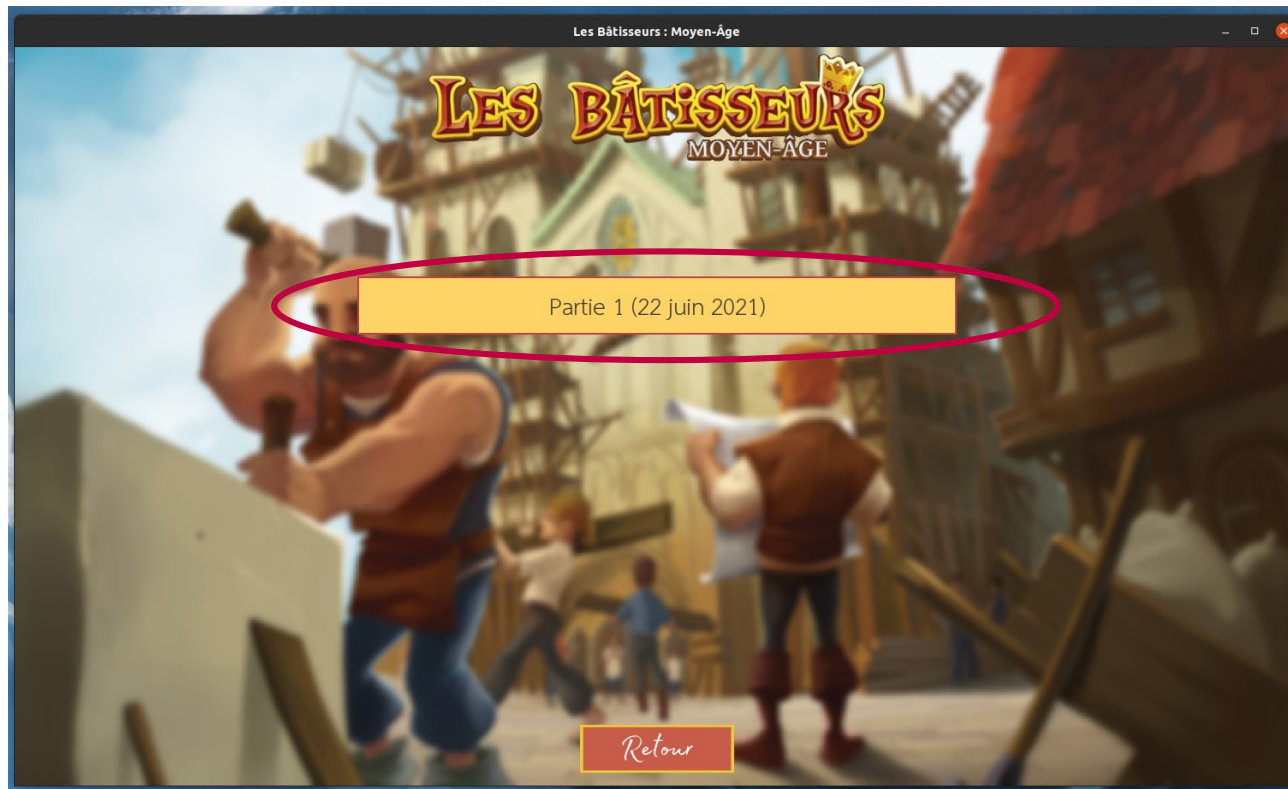 Les Bâtisseurs : Moyen-Âge
LES BÂTISSEURS
MOYEN-ÂGE
Partie 1 (22 juin 2021)
Retour